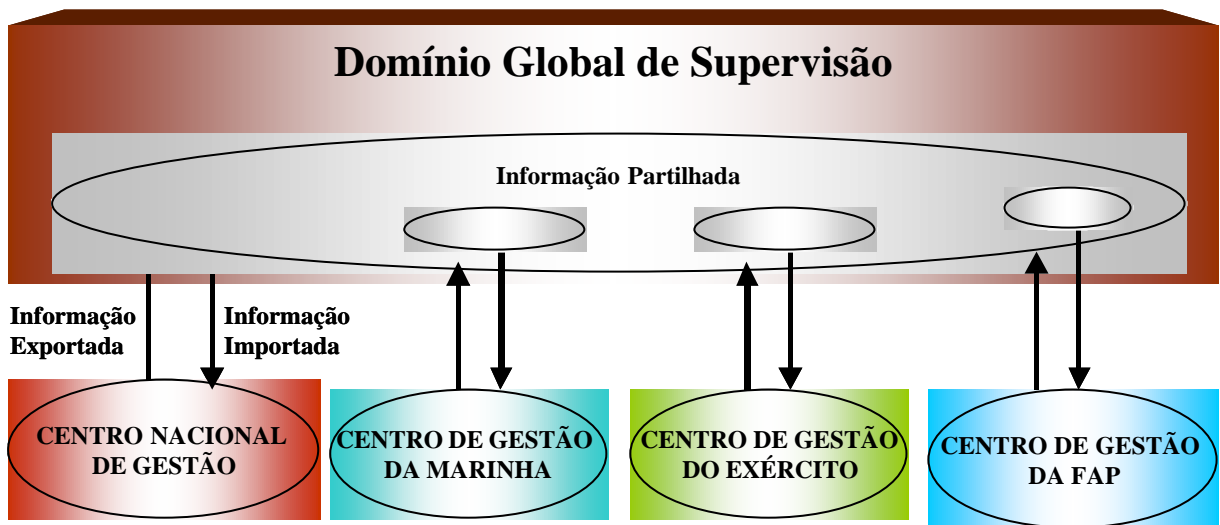 Domínio Global de Supervisão
Informação Partilhada
Informação
Exportada
Informação
Importada
CENTRO NACIONAL
DE GESTÃO
CENTRO DE GESTÃO
DA MARINHA
CENTRO DE GESTÃO
DO EXÉRCITO
CENTRO DE GESTÃO
DA FAP